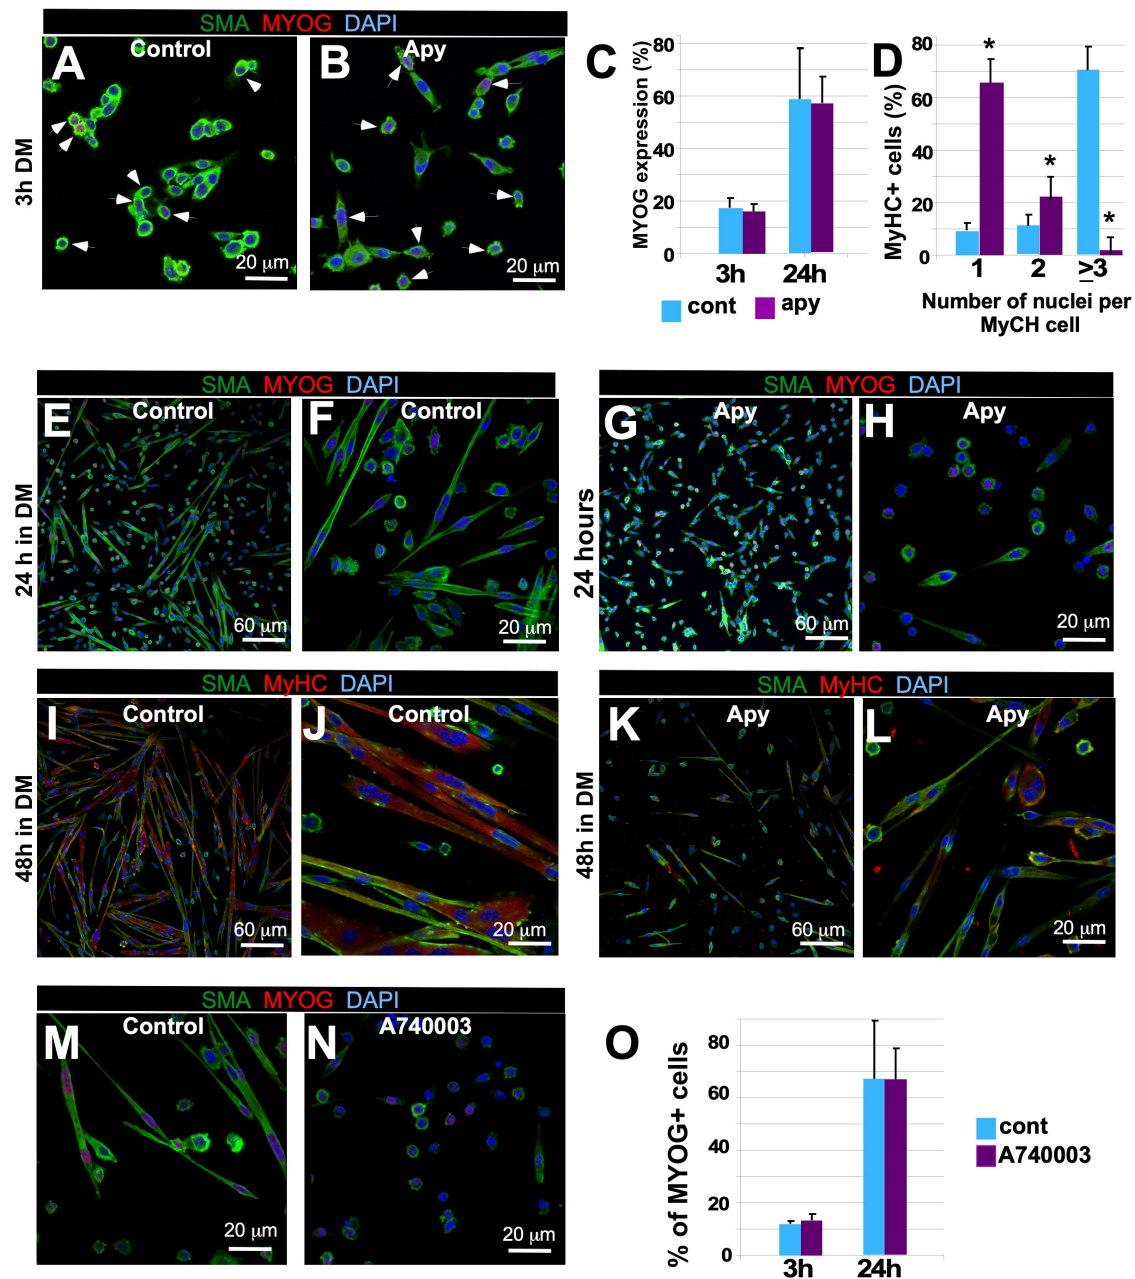 SMA MYOG DAPI
A Control
B Apy
3h DM
20 μm
20 μm
C
MYOG expression (%)
80
60
40
20
0
3h 24h
cont apy
D
MyHC+ cells (%)
80
60
40
20
0
*
*
*
1 2 ≥3
Number of nuclei per
MyCH cell
SMA MYOG DAPI
E Control
F Control
24 h in DM
60 μm
20 μm
SMA MYOG DAPI
G Apy
H Apy
24 hours
60 μm
20 μm
SMA MyHC DAPI
I Control
J Control
48h in DM
60 μm
20 μm
SMA MyHC DAPI
K Apy
L Apy
48h in DM
60 μm
20 μm
SMA MYOG DAPI
M Control
N A740003
20 μm
20 μm
O
% of MYOG+ cells
80
60
40
20
0
3h 24h
cont
A740003